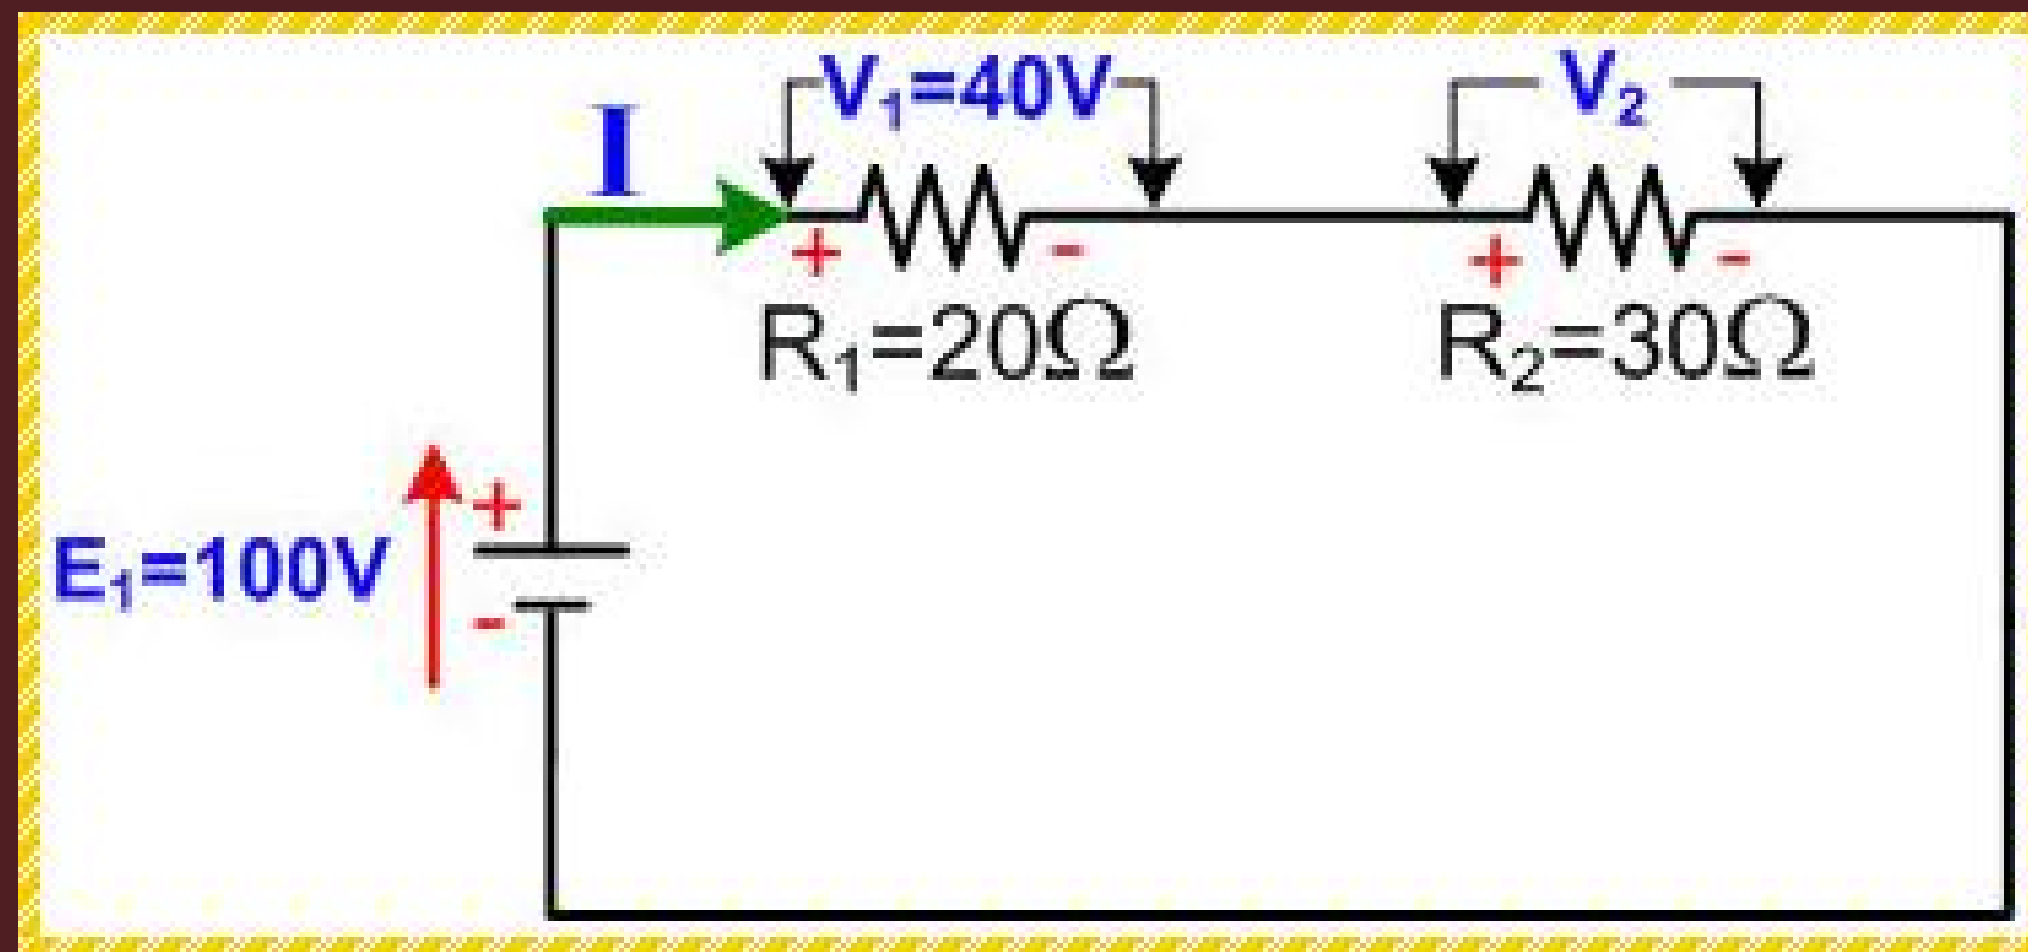 V₁=40V
V₂
I
+
-
+
-
R₁=20Ω
R₂=30Ω
+
E₁=100V
-